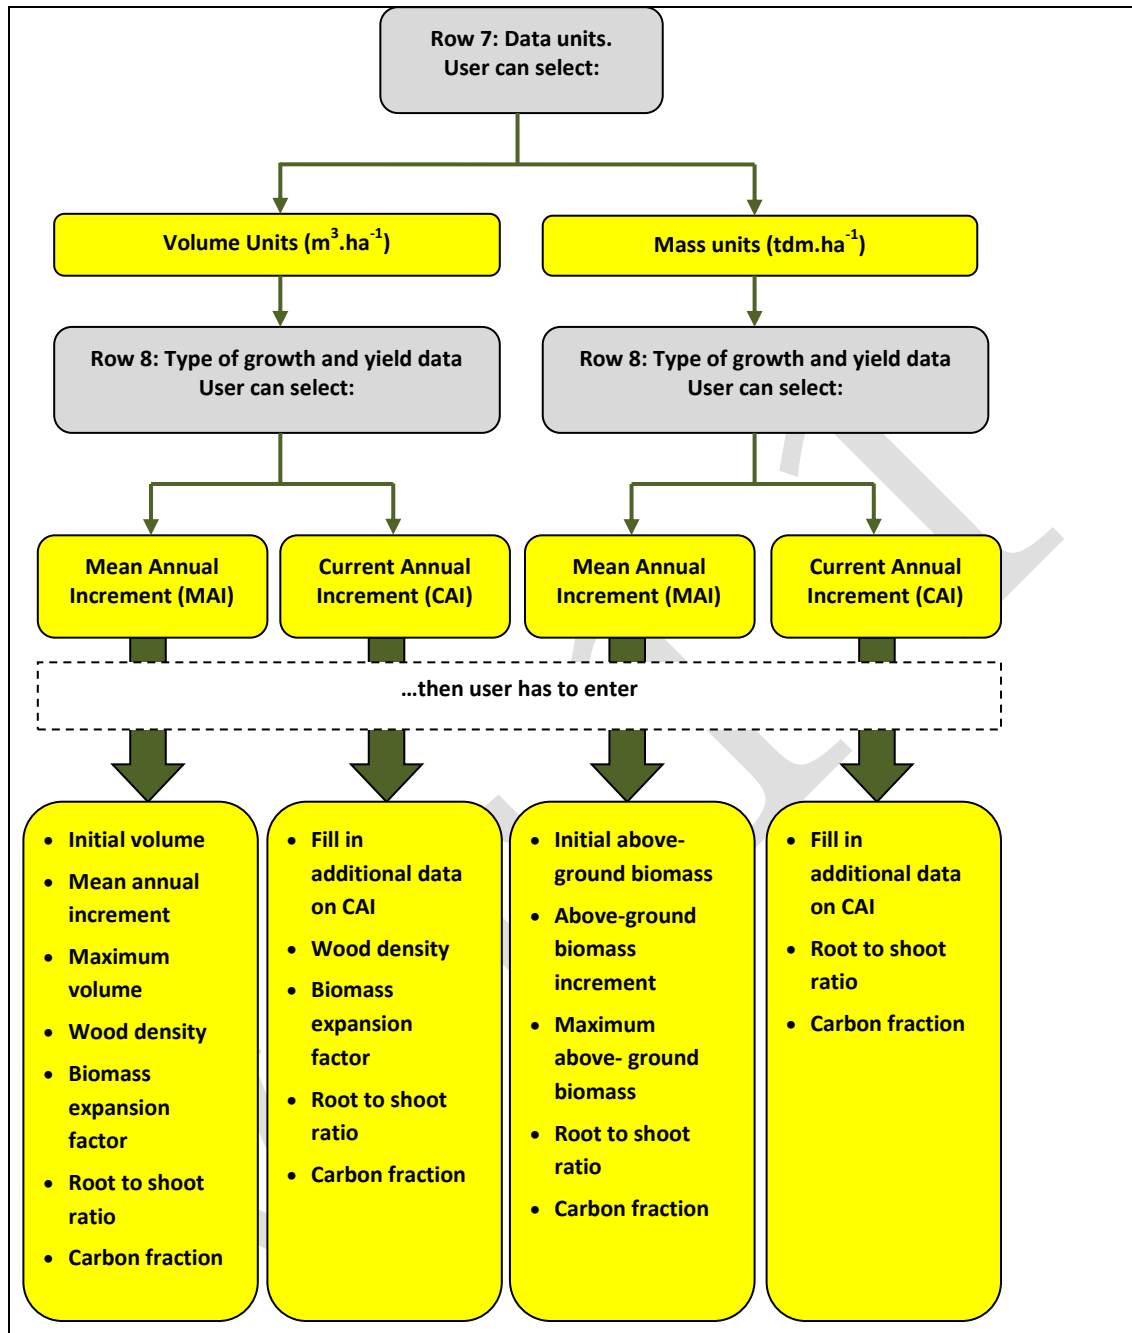 Row 7: Data units.
User can select:
Volume Units (m³.ha⁻¹)
Mass units (tdm.ha⁻¹)
Row 8: Type of growth and yield data
User can select:
Row 8: Type of growth and yield data
User can select:
Mean Annual
Increment (MAI)
Current Annual
Increment (CAI)
Mean Annual
Increment (MAI)
Current Annual
Increment (CAI)
...then user has to enter
• Initial volume
• Mean annual
increment
• Maximum
volume
• Wood density
• Biomass
expansion
factor
• Root to shoot
ratio
• Carbon fraction
• Fill in
additional data
on CAI
• Wood density
• Biomass
expansion
factor
• Root to shoot
ratio
• Carbon fraction
• Initial above-
ground biomass
• Above-ground
biomass
increment
• Maximum
above- ground
biomass
• Root to shoot
ratio
• Carbon fraction
• Fill in
additional data
on CAI
• Root to shoot
ratio
• Carbon fraction